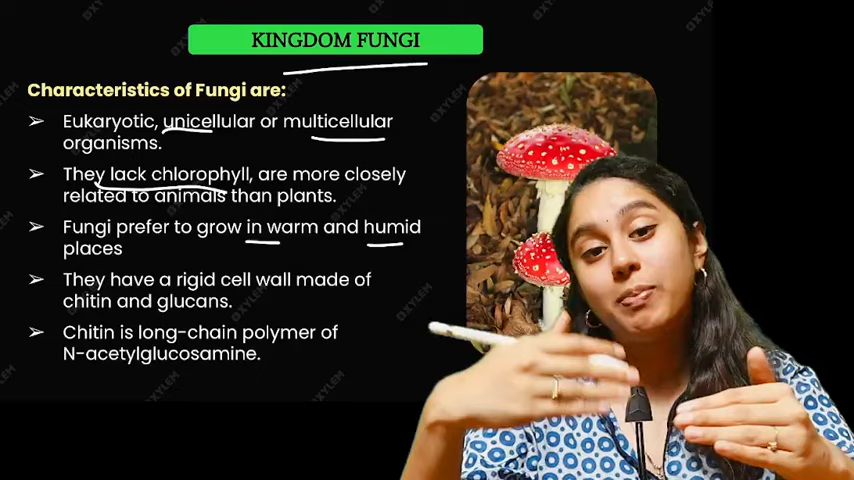 KINGDOM FUNGI
Characteristics of Fungi are:
➢ Eukaryotic, unicellular or multicellular
organisms.
➢ They lack chlorophyll, are more closely
related to animals than plants.
➢ Fungi prefer to grow in warm and humid
places
➢ They have a rigid cell wall made of
chitin and glucans.
➢ Chitin is long-chain polymer of
N-acetylglucosamine.
OXYLEM